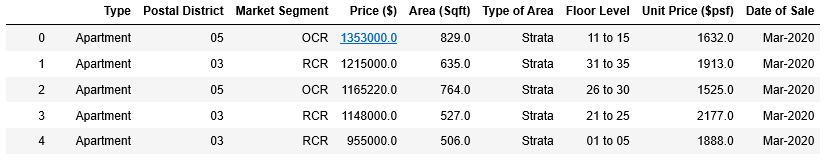 Type Postal District Market Segment Price ($) Area (Sqft) Type of Area Floor Level Unit Price ($psf) Date of Sale
0 Apartment 05 OCR 1353000.0 829.0 Strata 11 to 15 1632.0 Mar-2020
1 Apartment 03 RCR 1215000.0 635.0 Strata 31 to 35 1913.0 Mar-2020
2 Apartment 05 OCR 1165220.0 764.0 Strata 26 to 30 1525.0 Mar-2020
3 Apartment 03 RCR 1148000.0 527.0 Strata 21 to 25 2177.0 Mar-2020
4 Apartment 03 RCR 955000.0 506.0 Strata 01 to 05 1888.0 Mar-2020